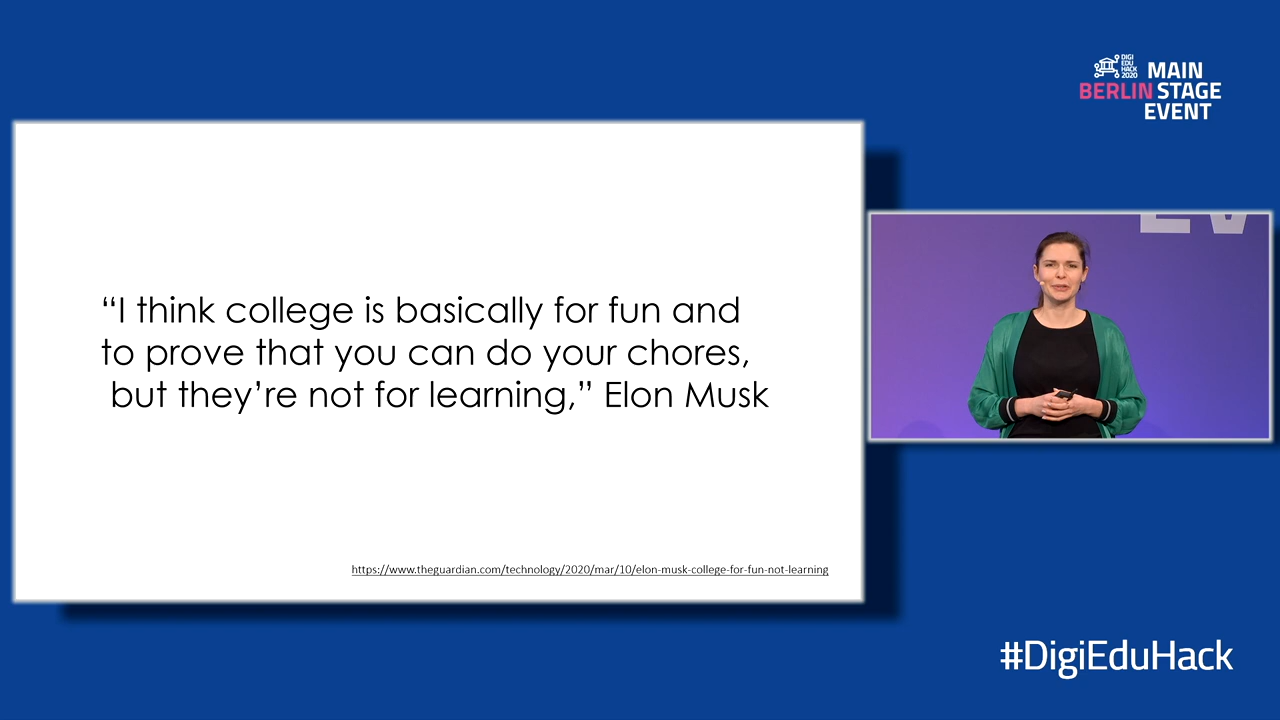 DIGI
EDU
HACK
2020
MAIN
BERLIN STAGE
EVENT
“I think college is basically for fun and
to prove that you can do your chores,
but they’re not for learning,” Elon Musk
https://www.theguardian.com/technology/2020/mar/10/elon-musk-college-for-fun-not-learning
#DigiEduHack